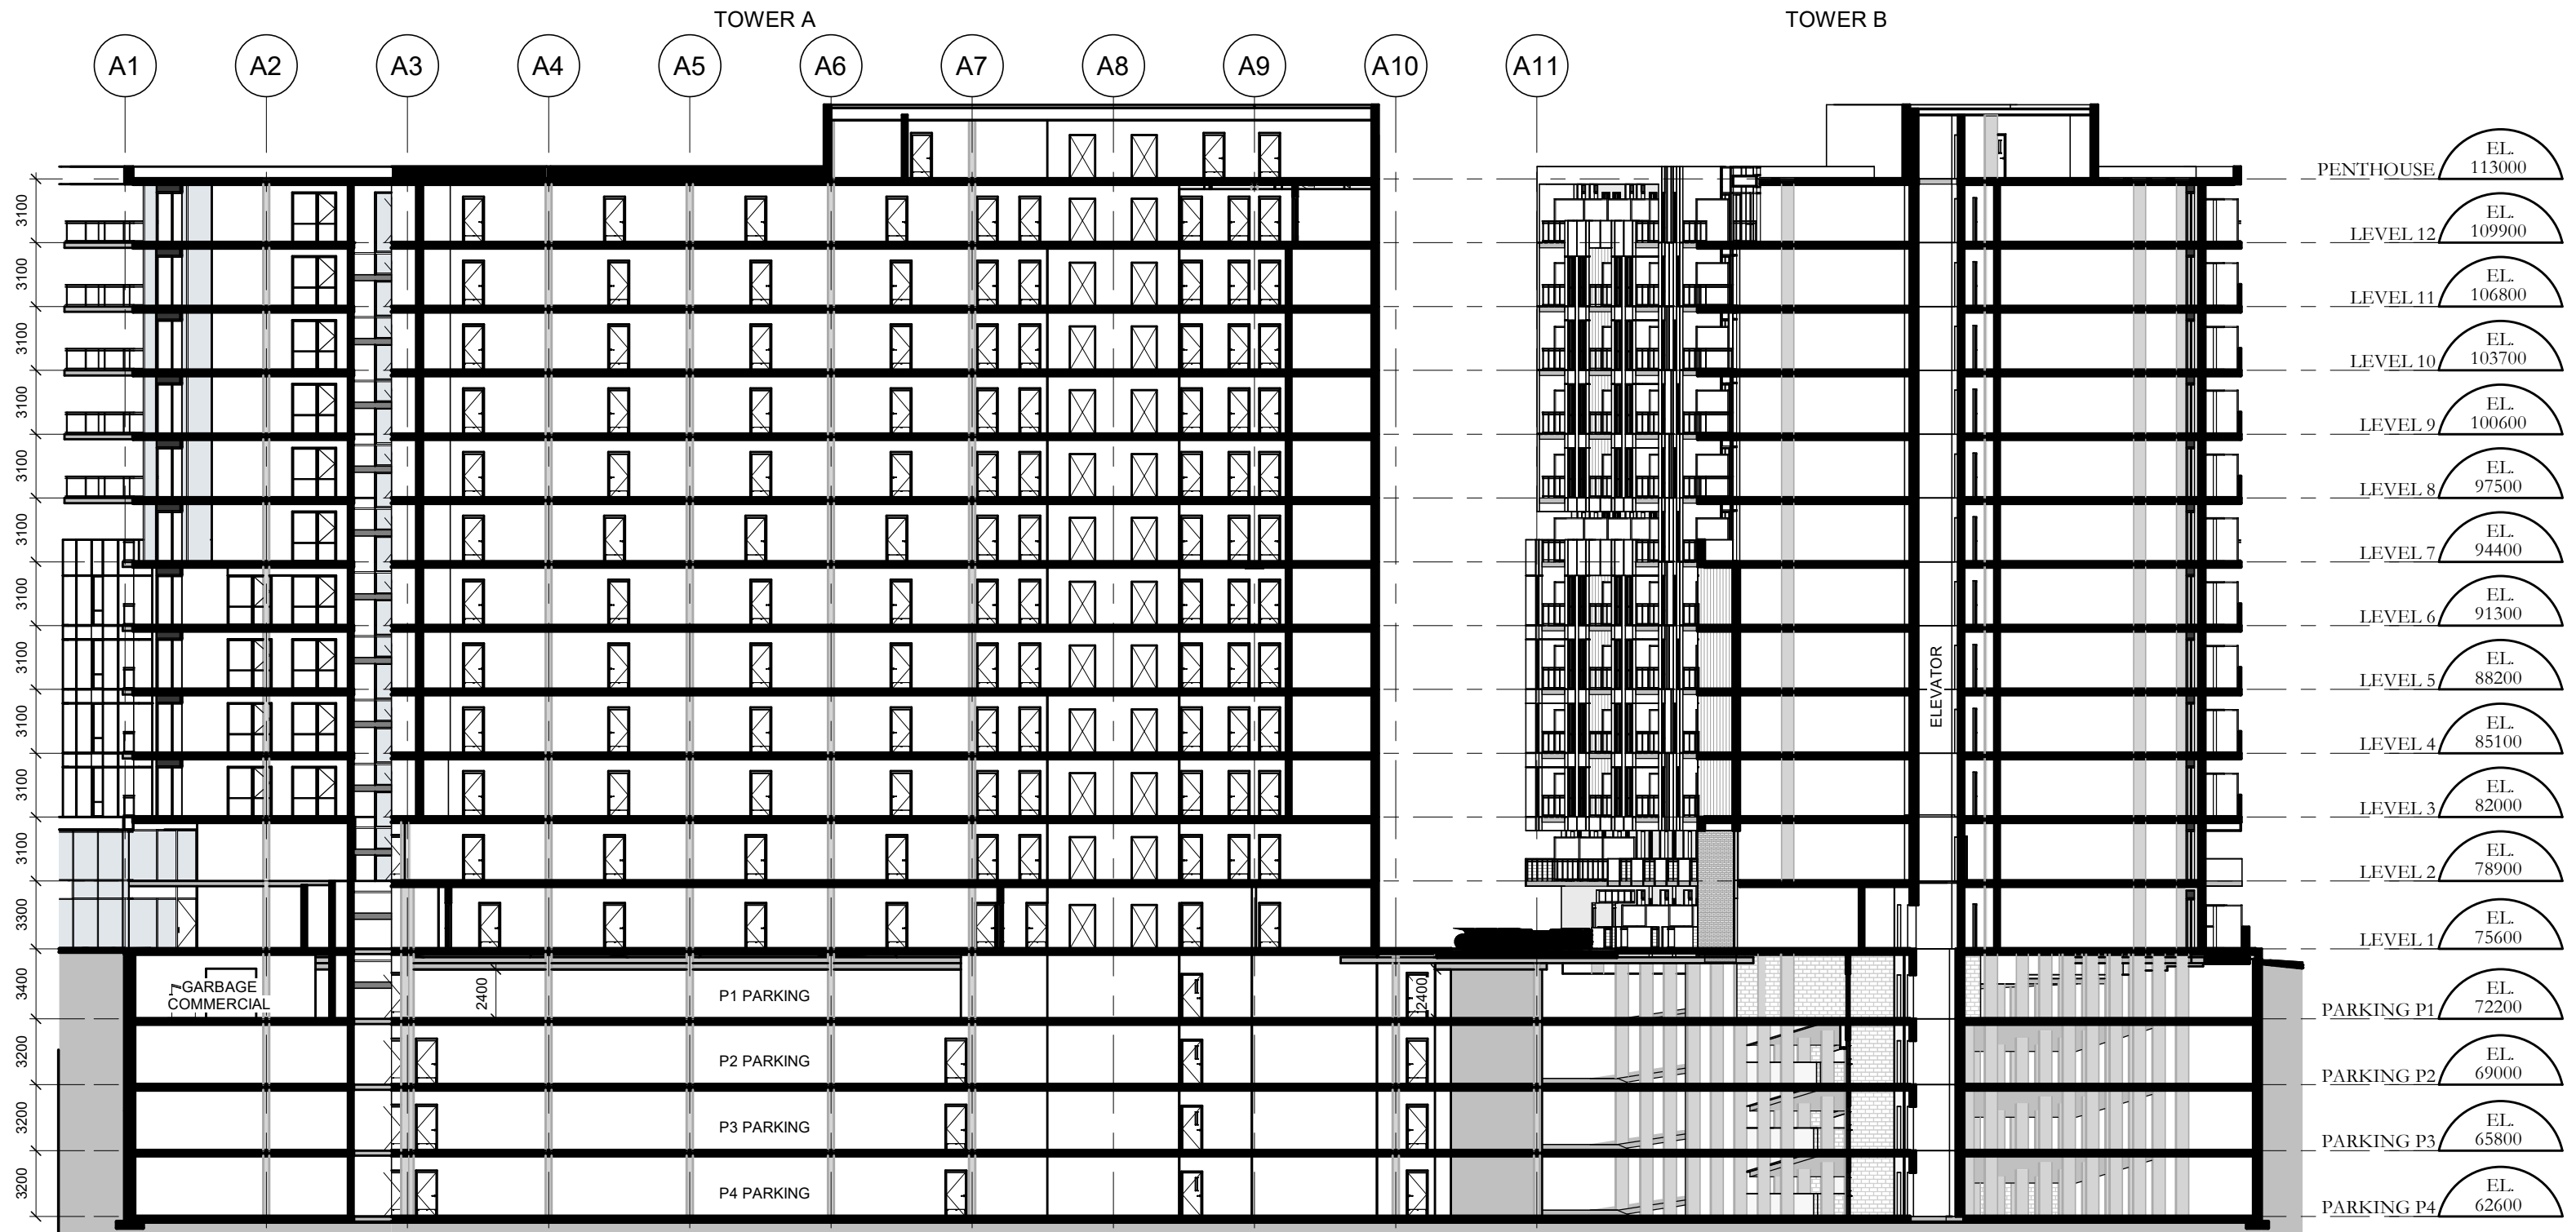 TOWER A
TOWER B
A1
A2
A3
A4
A5
A6
A7
A8
A9
A10
A11
PENTHOUSE
EL.
113000
3100
LEVEL 12
EL.
109900
3100
LEVEL 11
EL.
106800
3100
LEVEL 10
EL.
103700
3100
LEVEL 9
EL.
100600
3100
LEVEL 8
EL.
97500
3100
LEVEL 7
EL.
94400
3100
LEVEL 6
EL.
91300
3100
ELEVATOR
LEVEL 5
EL.
88200
3100
LEVEL 4
EL.
85100
3100
LEVEL 3
EL.
82000
3100
LEVEL 2
EL.
78900
3300
LEVEL 1
EL.
75600
3400
GARBAGE
COMMERCIAL
2400
P1 PARKING
2400
PARKING P1
EL.
72200
3200
P2 PARKING
PARKING P2
EL.
69000
3200
P3 PARKING
PARKING P3
EL.
65800
3200
P4 PARKING
PARKING P4
EL.
62600